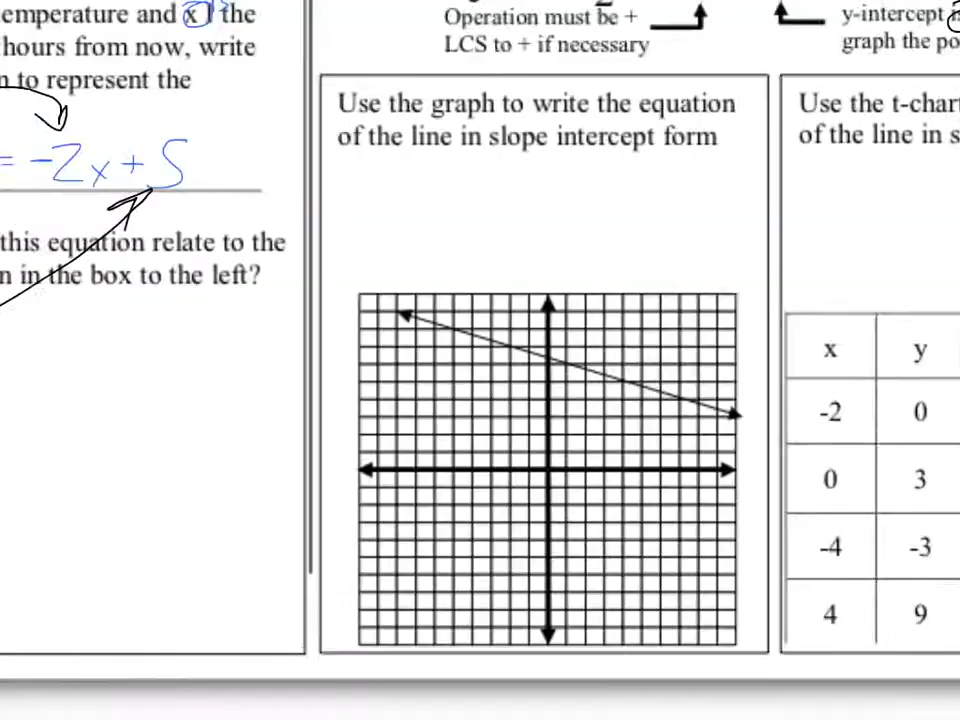 emperature and x) the
hours from now, write
n to represent the
= -2x + 5
this equation relate to the
n in the box to the left?
Operation must be +
LCS to + if necessary
y-intercept
graph the po
Use the graph to write the equation
of the line in slope intercept form
Use the t-chart
of the line in s
x y
-2 0
0 3
-4 -3
4 9